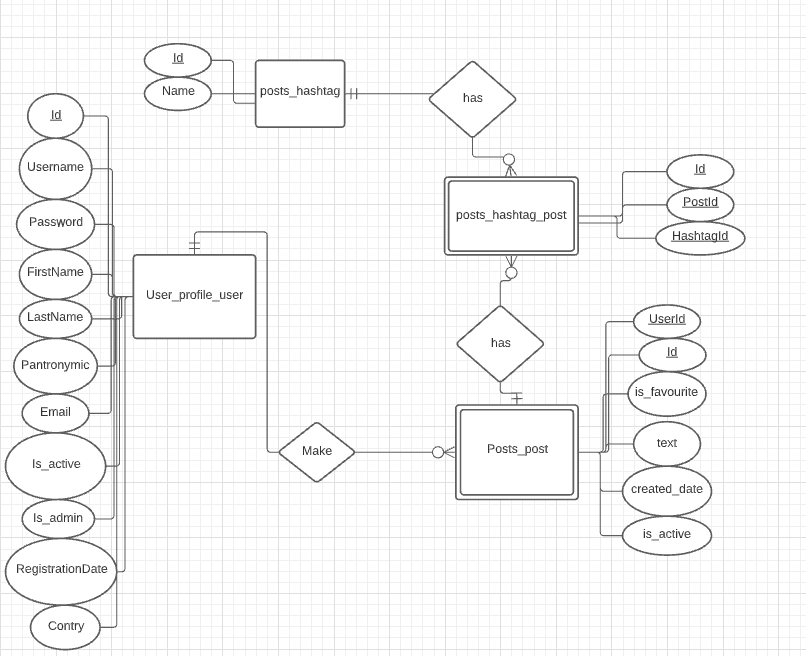 Id
Name
posts_hashtag
has
Id
Username
Password
FirstName
LastName
Pantronymic
Email
Is_active
Is_admin
RegistrationDate
Contry
User_profile_user
posts_hashtag_post
Id
PostId
HashtagId
has
Make
Posts_post
UserId
Id
is_favourite
text
created_date
is_active